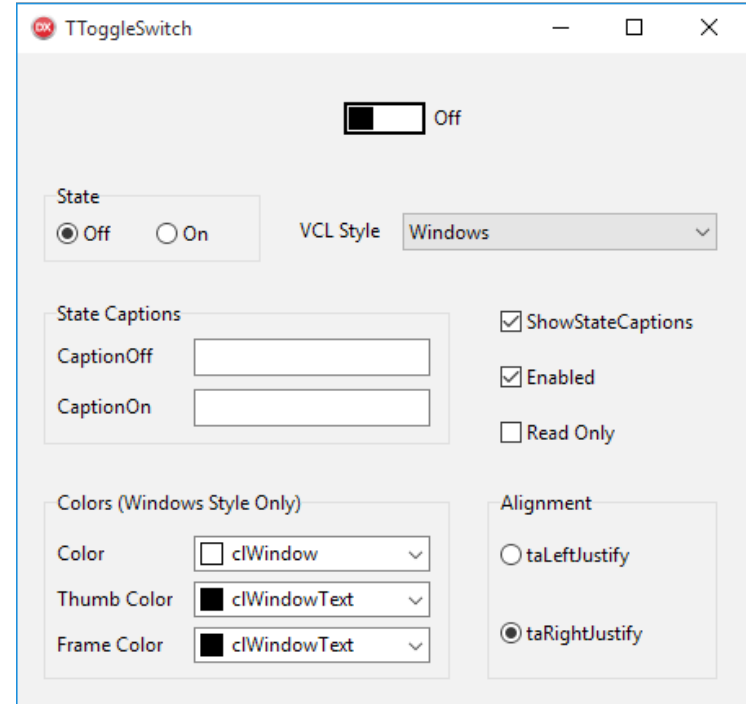 DX TToggleSwitch
Off
State
Off On
VCL Style Windows
State Captions
CaptionOff
CaptionOn
ShowStateCaptions
Enabled
Read Only
Colors (Windows Style Only)
Color clWindow
Thumb Color clWindowText
Frame Color clWindowText
Alignment
taLeftJustify
taRightJustify